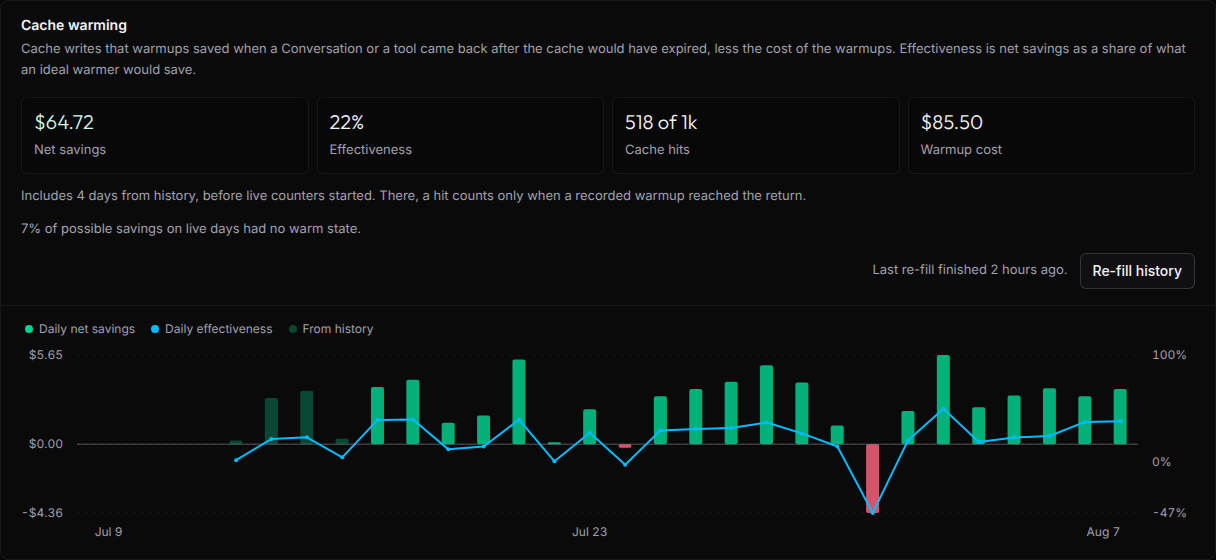 Cache warming
Cache writes that warmups saved when a Conversation or a tool came back after the cache would have expired, less the cost of the warmups. Effectiveness is net savings as a share of what
an ideal warmer would save.
$64.72
Net savings
22%
Effectiveness
518 of 1k
Cache hits
$85.50
Warmup cost
Includes 4 days from history, before live counters started. There, a hit counts only when a recorded warmup reached the return.
7% of possible savings on live days had no warm state.
Last re-fill finished 2 hours ago.
Re-fill history
Daily net savings
Daily effectiveness
From history
$5.65
100%
$0.00
0%
-$4.36
-47%
Jul 9
Jul 23
Aug 7